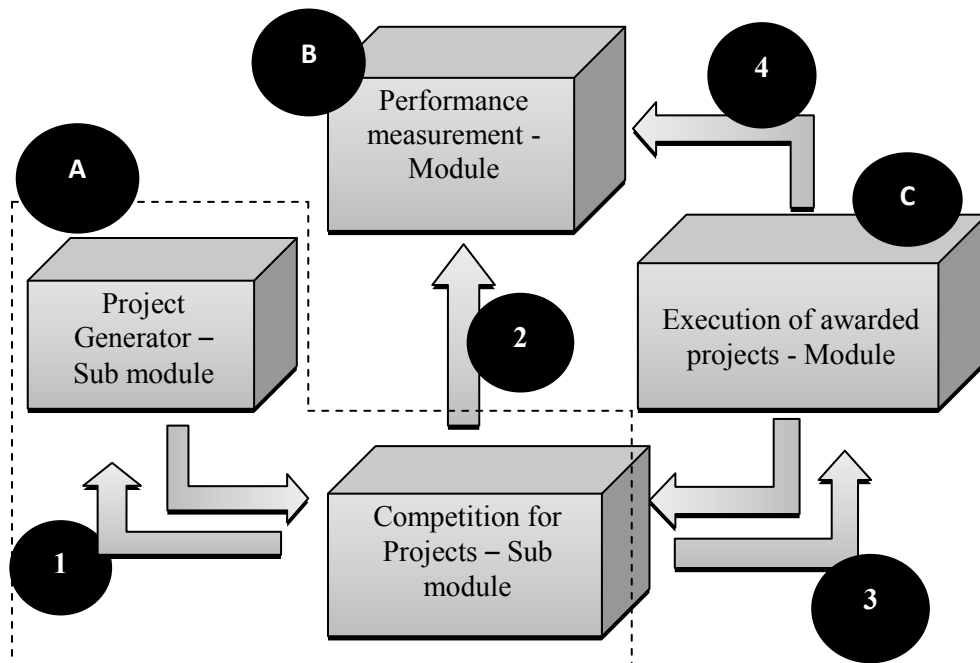 B
Performance
measurement -
Module
4
A
C
Project
Generator –
Sub module
2
Execution of awarded
projects - Module
1
Competition for
Projects – Sub
module
3